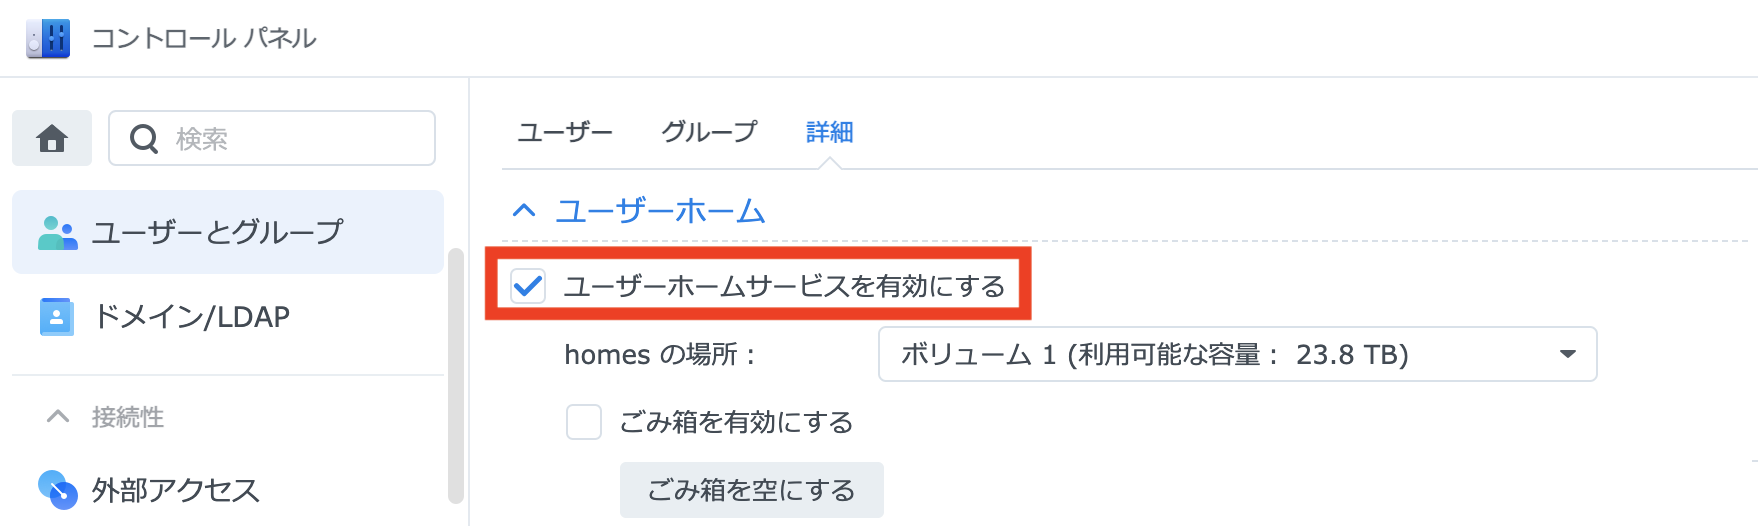 コントロール パネル
検索
ユーザーとグループ
ドメイン/LDAP
接続性
外部アクセス
ユーザー グループ 詳細
ユーザーホーム
ユーザーホームサービスを有効にする
homes の場所：
ボリューム 1 (利用可能な容量： 23.8 TB)
ごみ箱を有効にする
ごみ箱を空にする